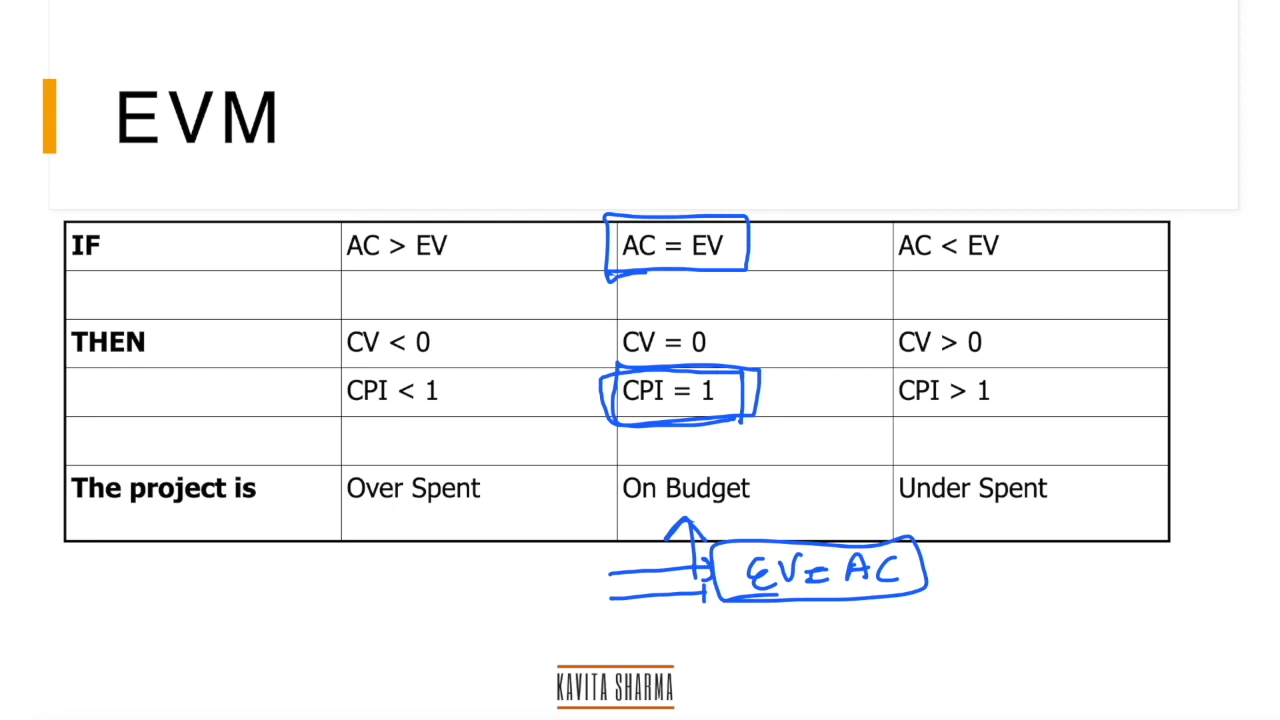 EVM
IF AC > EV AC = EV AC < EV
THEN CV < 0 CV = 0 CV > 0
CPI < 1 CPI = 1 CPI > 1
The project is Over Spent On Budget Under Spent
EV = AC
KAVITA SHARMA